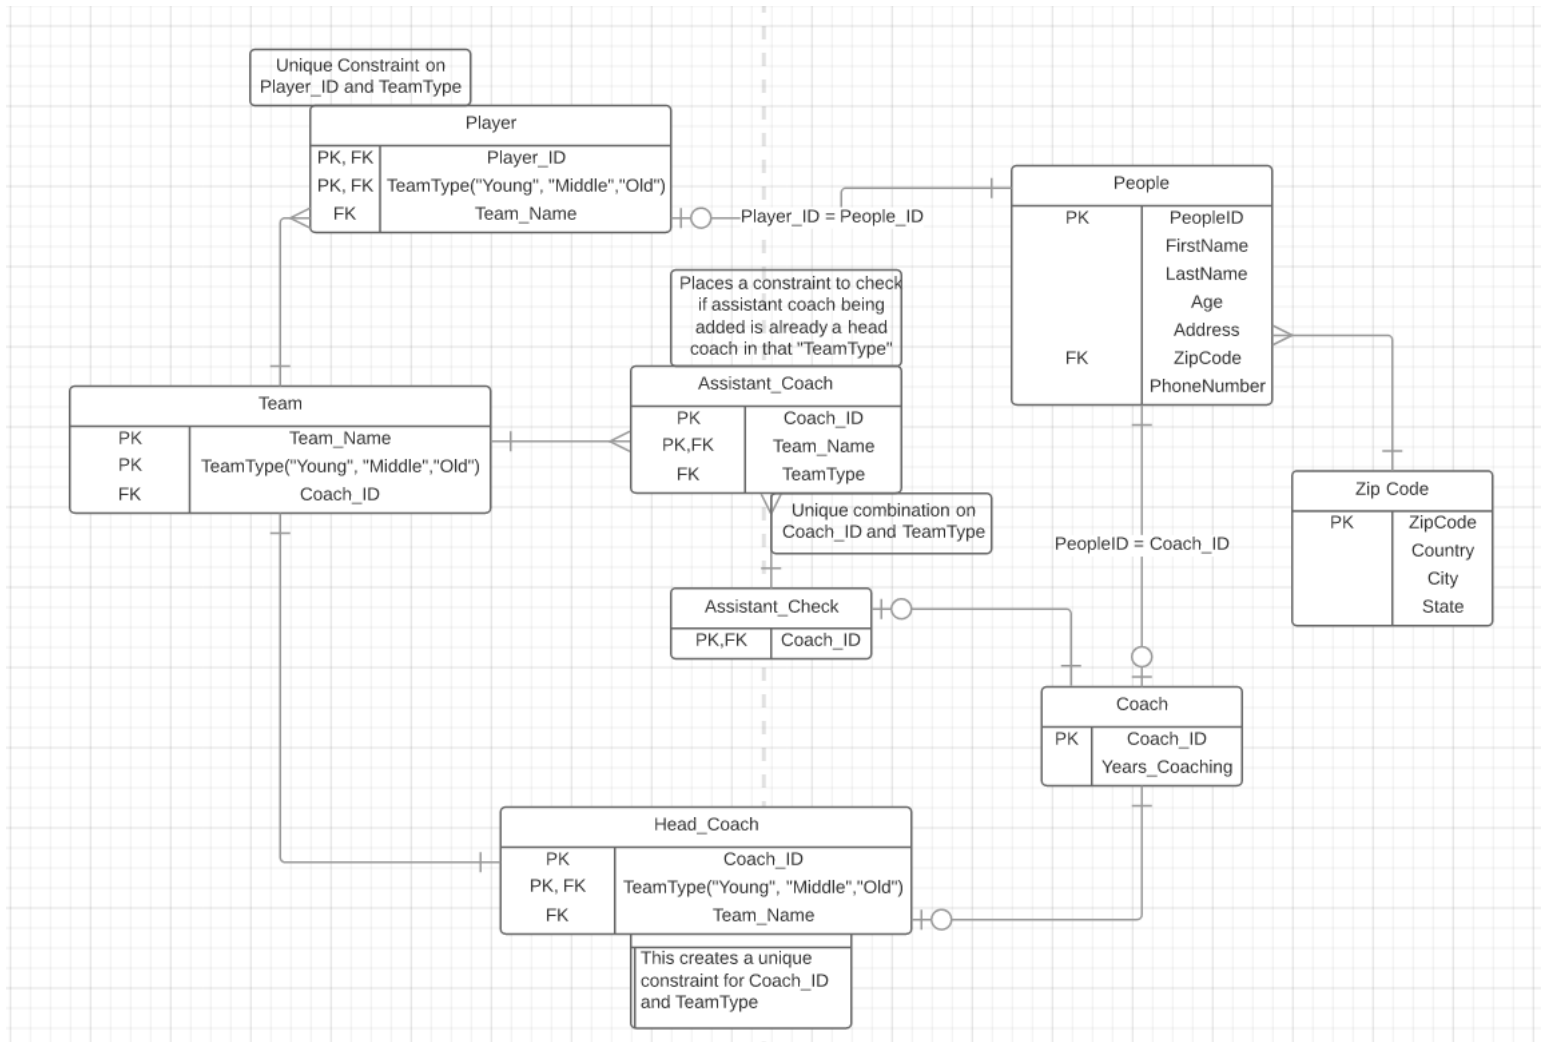 Unique Constraint on
Player_ID and TeamType
Player
PK, FK Player_ID
PK, FK TeamType("Young", "Middle","Old")
FK Team_Name
Player_ID = People_ID
People
PK PeopleID
FirstName
LastName
Age
Address
FK ZipCode
PhoneNumber
Places a constraint to check
if assistant coach being
added is already a head
coach in that "TeamType"
Assistant_Coach
PK Coach_ID
PK,FK Team_Name
FK TeamType
Team
PK Team_Name
PK TeamType("Young", "Middle","Old")
FK Coach_ID
Unique combination on
Coach_ID and TeamType
Zip Code
PK ZipCode
Country
City
State
PeopleID = Coach_ID
Assistant_Check
PK,FK Coach_ID
Coach
PK Coach_ID
Years_Coaching
Head_Coach
PK Coach_ID
PK, FK TeamType("Young", "Middle","Old")
FK Team_Name
This creates a unique
constraint for Coach_ID
and TeamType